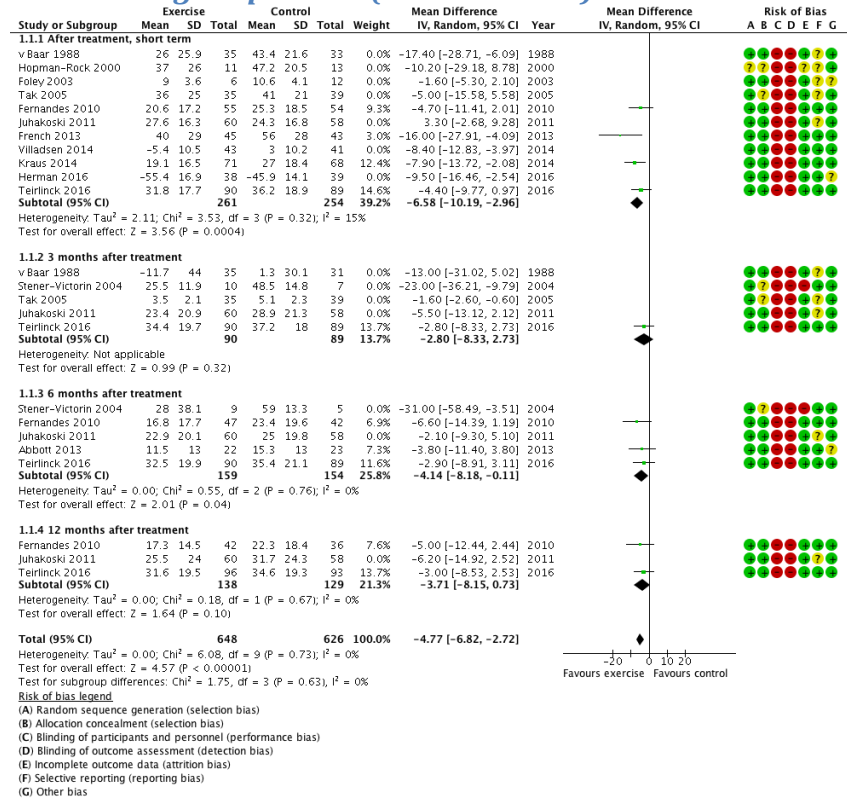 Exercise Control Mean Difference Mean Difference Risk of Bias
Study or Subgroup Mean SD Total Mean SD Total Weight IV, Random, 95% CI Year IV, Random, 95% CI A B C D E F G
1.1.1 After treatment, short term
v Baar 1988 26 25.9 35 43.4 21.6 33 0.0% −17.40 [−28.71, −6.09] 1988 + + − − + ? +
Hopman-Rock 2000 37 26 11 47.2 20.5 13 0.0% −10.20 [−29.18, 8.78] 2000 ? ? − − ? ? +
Foley 2003 9 3.6 6 10.6 4.1 12 0.0% −1.60 [−5.30, 2.10] 2003 + + − − + ? ?
Tak 2005 36 25 35 41 21 39 0.0% −5.00 [−15.58, 5.58] 2005 + ? − − + ? +
Fernandes 2010 20.6 17.2 55 25.3 18.5 54 9.3% −4.70 [−11.41, 2.01] 2010 + + − − + + +
Juhakoski 2011 27.6 16.3 60 24.3 16.8 58 0.0% 3.30 [−2.68, 9.28] 2011 + + − − + ? +
French 2013 40 29 45 56 28 43 3.0% −16.00 [−27.91, −4.09] 2013 + + − − + + +
Villadsen 2014 −5.4 10.5 43 3 10.2 41 0.0% −8.40 [−12.83, −3.97] 2014 + + − − + + +
Kraus 2014 19.1 16.5 71 27 18.4 68 12.4% −7.90 [−13.72, −2.08] 2014 + + − − + + +
Herman 2016 −55.4 16.9 38 −45.9 14.1 39 0.0% −9.50 [−16.46, −2.54] 2016 + + − − + + ?
Teirlinck 2016 31.8 17.7 90 36.2 18.9 89 14.6% −4.40 [−9.77, 0.97] 2016 + + − − + + +
Subtotal (95% CI) 261 254 39.2% −6.58 [−10.19, −2.96]
Heterogeneity: Tau² = 2.11; Chi² = 3.53, df = 3 (P = 0.32); I² = 15%
Test for overall effect: Z = 3.56 (P = 0.0004)
1.1.2 3 months after treatment
v Baar 1988 −11.7 44 35 1.3 30.1 31 0.0% −13.00 [−31.02, 5.02] 1988 + + − − + ? +
Stener-Victorin 2004 25.5 11.9 10 48.5 14.8 7 0.0% −23.00 [−36.21, −9.79] 2004 + ? − − − + +
Tak 2005 3.5 2.1 35 5.1 2.3 39 0.0% −1.60 [−2.60, −0.60] 2005 + ? − − + ? +
Juhakoski 2011 23.4 20.9 60 28.9 21.3 58 0.0% −5.50 [−13.12, 2.12] 2011 + + − − + ? +
Teirlinck 2016 34.4 19.7 90 37.2 18 89 13.7% −2.80 [−8.33, 2.73] 2016 + + − − + + +
Subtotal (95% CI) 90 89 13.7% −2.80 [−8.33, 2.73]
Heterogeneity: Not applicable
Test for overall effect: Z = 0.99 (P = 0.32)
1.1.3 6 months after treatment
Stener-Victorin 2004 28 38.1 9 59 13.3 5 0.0% −31.00 [−58.49, −3.51] 2004 + ? − − − + +
Fernandes 2010 16.8 17.7 47 23.4 19.6 42 6.9% −6.60 [−14.39, 1.19] 2010 + + − − + + +
Juhakoski 2011 22.9 20.1 60 25 19.8 58 0.0% −2.10 [−9.30, 5.10] 2011 + + − − + ? +
Abbott 2013 11.5 13 22 15.3 13 23 7.3% −3.80 [−11.40, 3.80] 2013 + + − − + + ?
Teirlinck 2016 32.5 19.9 90 35.4 21.1 89 11.6% −2.90 [−8.91, 3.11] 2016 + + − − + + +
Subtotal (95% CI) 159 154 25.8% −4.14 [−8.18, −0.11]
Heterogeneity: Tau² = 0.00; Chi² = 0.55, df = 2 (P = 0.76); I² = 0%
Test for overall effect: Z = 2.01 (P = 0.04)
1.1.4 12 months after treatment
Fernandes 2010 17.3 14.5 42 22.3 18.4 36 7.6% −5.00 [−12.44, 2.44] 2010 + + − − + + +
Juhakoski 2011 25.5 24 60 31.7 24.3 58 0.0% −6.20 [−14.92, 2.52] 2011 + + − − + ? +
Teirlinck 2016 31.6 19.5 96 34.6 19.3 93 13.7% −3.00 [−8.53, 2.53] 2016 + + − − + + +
Subtotal (95% CI) 138 129 21.3% −3.71 [−8.15, 0.73]
Heterogeneity: Tau² = 0.00; Chi² = 0.18, df = 1 (P = 0.67); I² = 0%
Test for overall effect: Z = 1.64 (P = 0.10)
Total (95% CI) 648 626 100.0% −4.77 [−6.82, −2.72]
Heterogeneity: Tau² = 0.00; Chi² = 6.08, df = 9 (P = 0.73); I² = 0%
Test for overall effect: Z = 4.57 (P < 0.00001)
Test for subgroup differences: Chi² = 1.75, df = 3 (P = 0.63), I² = 0%
−20 0 10 20
Favours exercise Favours control
Risk of bias legend
(A) Random sequence generation (selection bias)
(B) Allocation concealment (selection bias)
(C) Blinding of participants and personnel (performance bias)
(D) Blinding of outcome assessment (detection bias)
(E) Incomplete outcome data (attrition bias)
(F) Selective reporting (reporting bias)
(G) Other bias